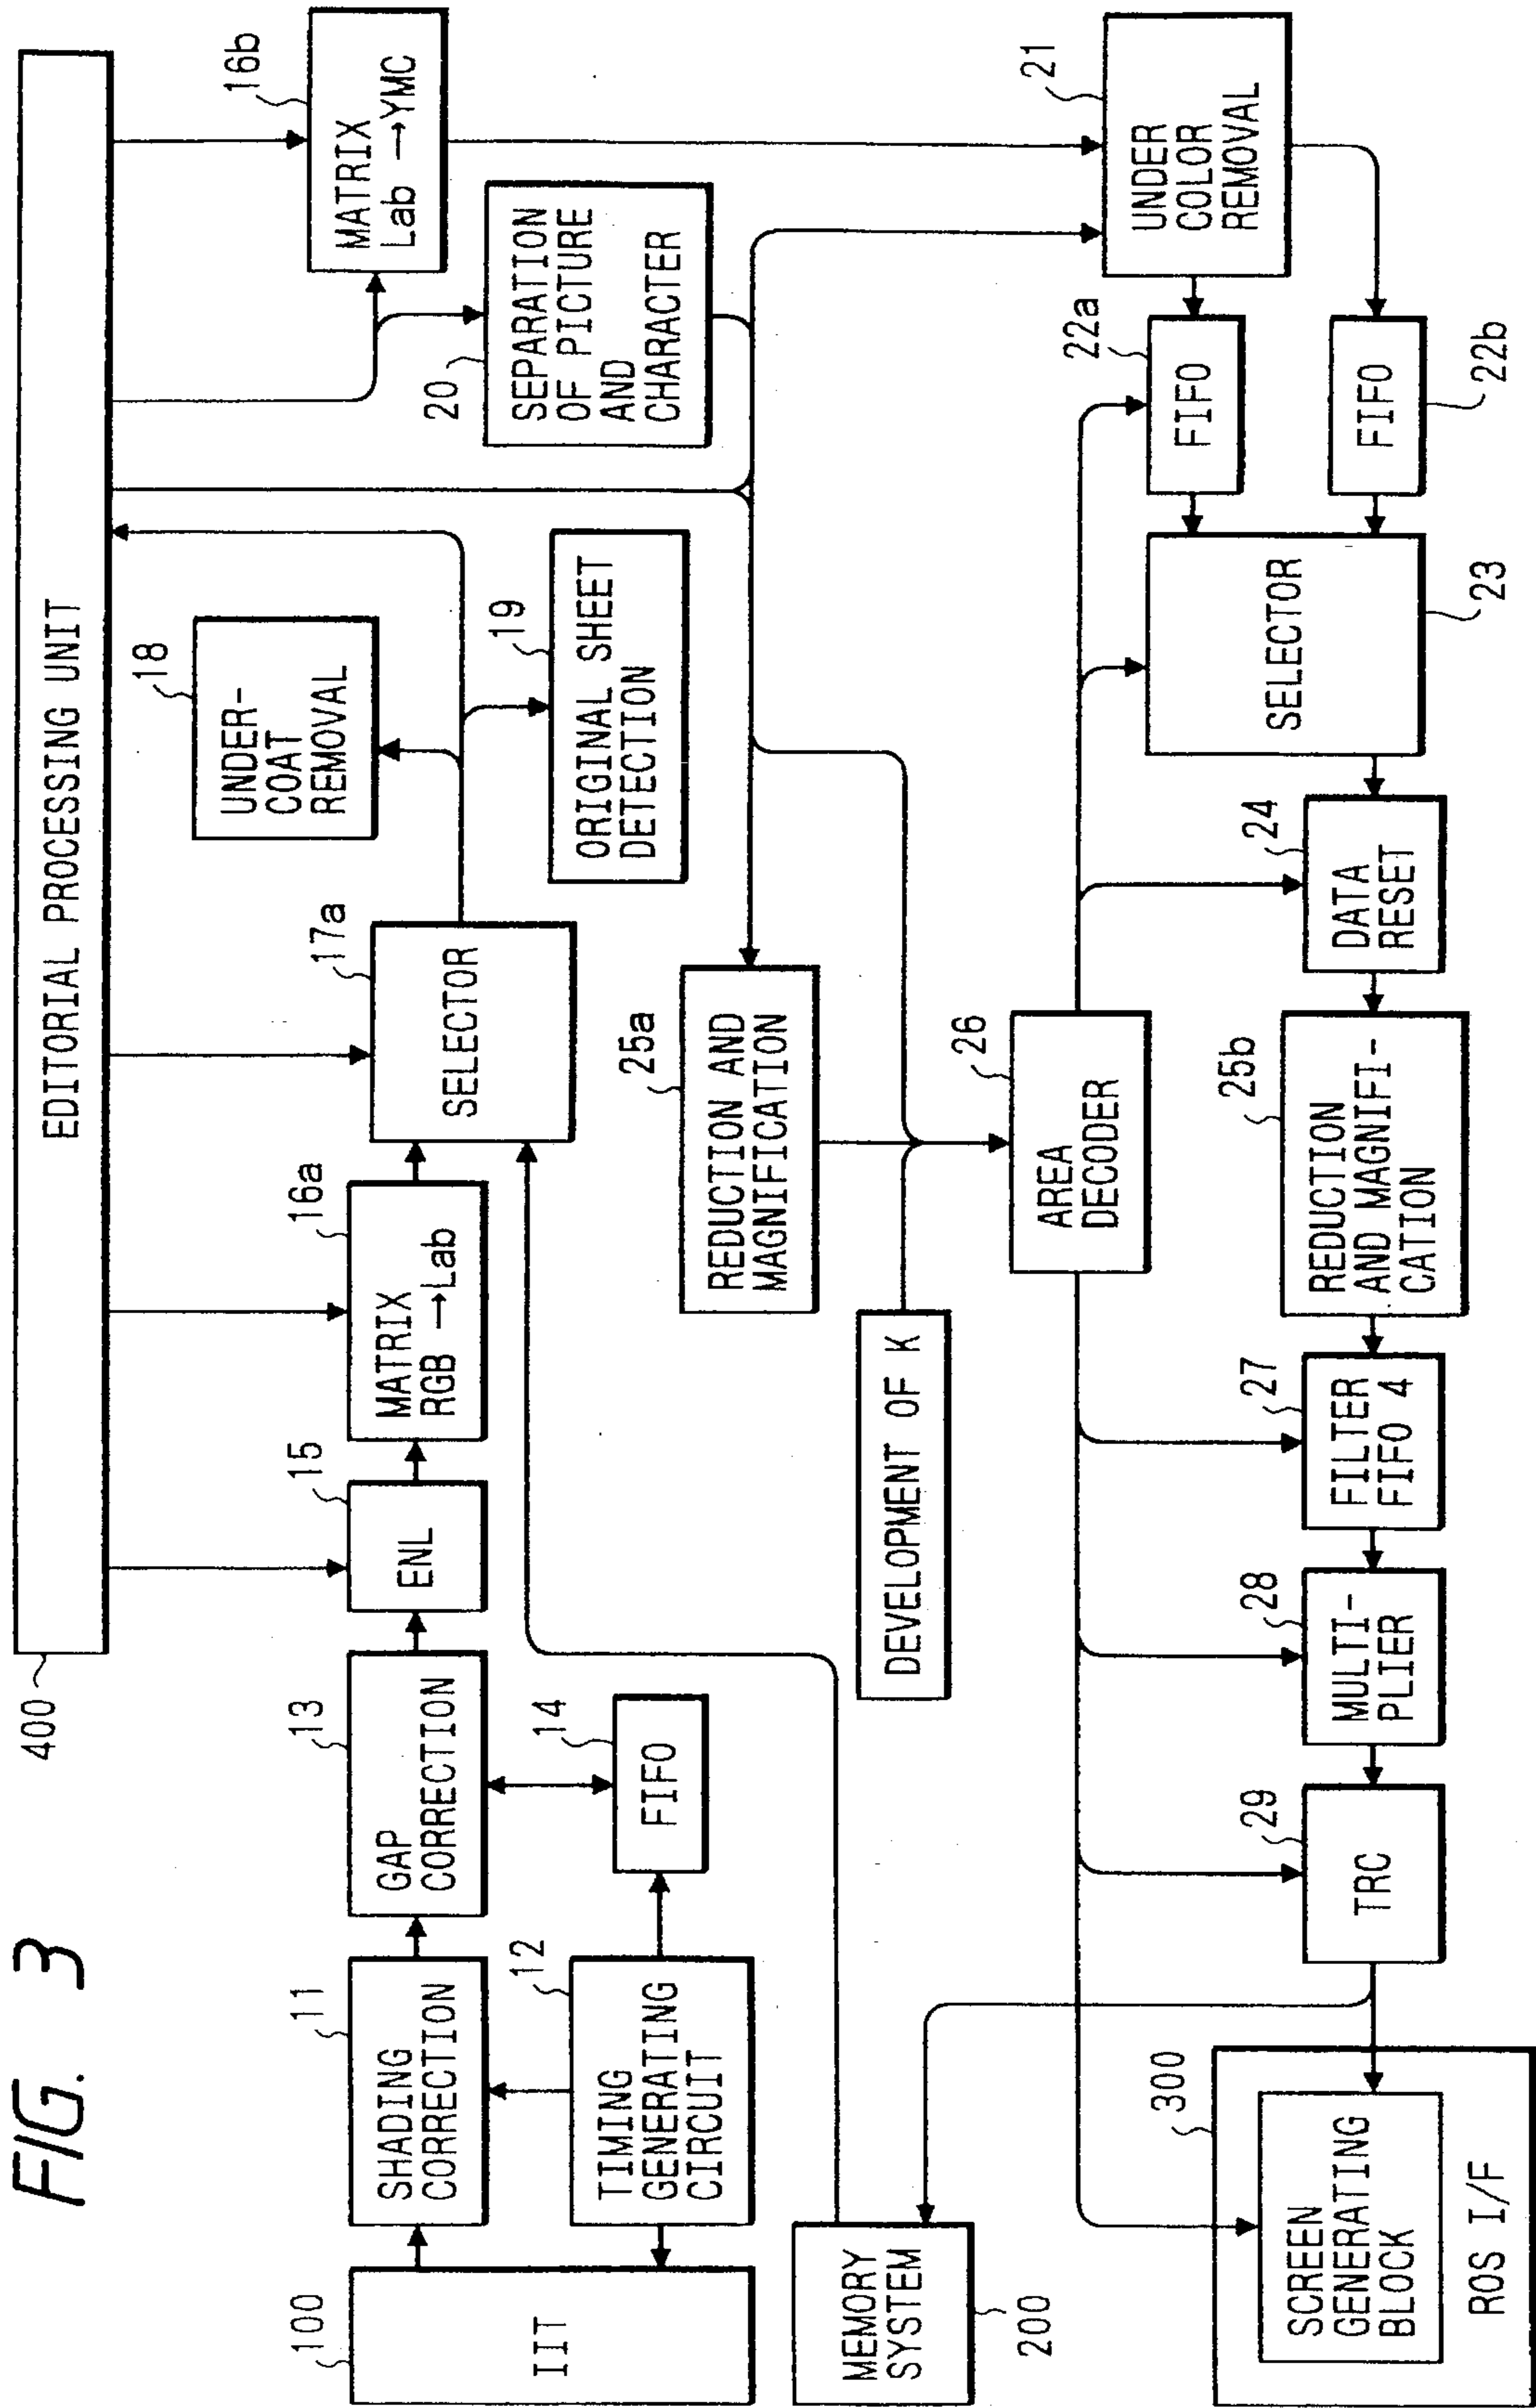 FIG. 3
400
EDITORIAL PROCESSING UNIT
100
IIT
11
SHADING
CORRECTION
12
TIMING
GENERATING
CIRCUIT
13
GAP
CORRECTION
14
FIFO
15
ENL
16a
MATRIX
RGB → Lab
17a
SELECTOR
18
UNDER-
COAT
REMOVAL
19
ORIGINAL SHEET
DETECTION
16b
MATRIX
Lab → YMC
20
SEPARATION
OF PICTURE
AND
CHARACTER
MEMORY
SYSTEM
200
25a
REDUCTION AND
MAGNIFICATION
DEVELOPMENT OF K
26
AREA
DECODER
21
UNDER
COLOR
REMOVAL
22a
FIFO
FIFO
22b
SELECTOR
23
24
DATA
RESET
25b
REDUCTION
AND MAGNIFI-
CATION
27
FILTER
FIFO 4
28
MULTI-
PLIER
29
TRC
300
SCREEN
GENERATING
BLOCK
ROS I/F